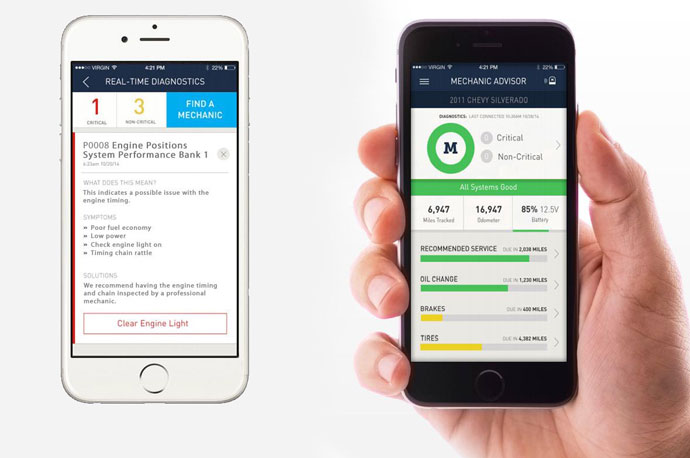 ●●●○○ VIRGIN 4:21 PM 22%
REAL-TIME DIAGNOSTICS
1
CRITICAL
3
NON-CRITICAL
FIND A
MECHANIC
P0008 Engine Positions
System Performance Bank 1
4:23am 10/20/14
WHAT DOES THIS MEAN?
This indicates a possible issue with the
engine timing.
SYMPTOMS
» Poor fuel economy
» Low power
» Check engine light on
» Timing chain rattle
SOLUTIONS
We recommend having the engine timing
and chain inspected by a professional
mechanic.
Clear Engine Light
●●●○○ VIRGIN 4:21 PM 22%
MECHANIC ADVISOR
2011 CHEVY SILVERADO
DIAGNOSTICS: LAST CONNECTED 10:26AM 10/20/14
M
0 Critical
0 Non-Critical
All Systems Good
6,947
Miles Tracked
16,947
Odometer
85% 12.5V
Battery
RECOMMENDED SERVICE DUE IN 2,038 MILES
OIL CHANGE DUE IN 1,230 MILES
BRAKES DUE IN 400 MILES
TIRES DUE IN 4,382 MILES